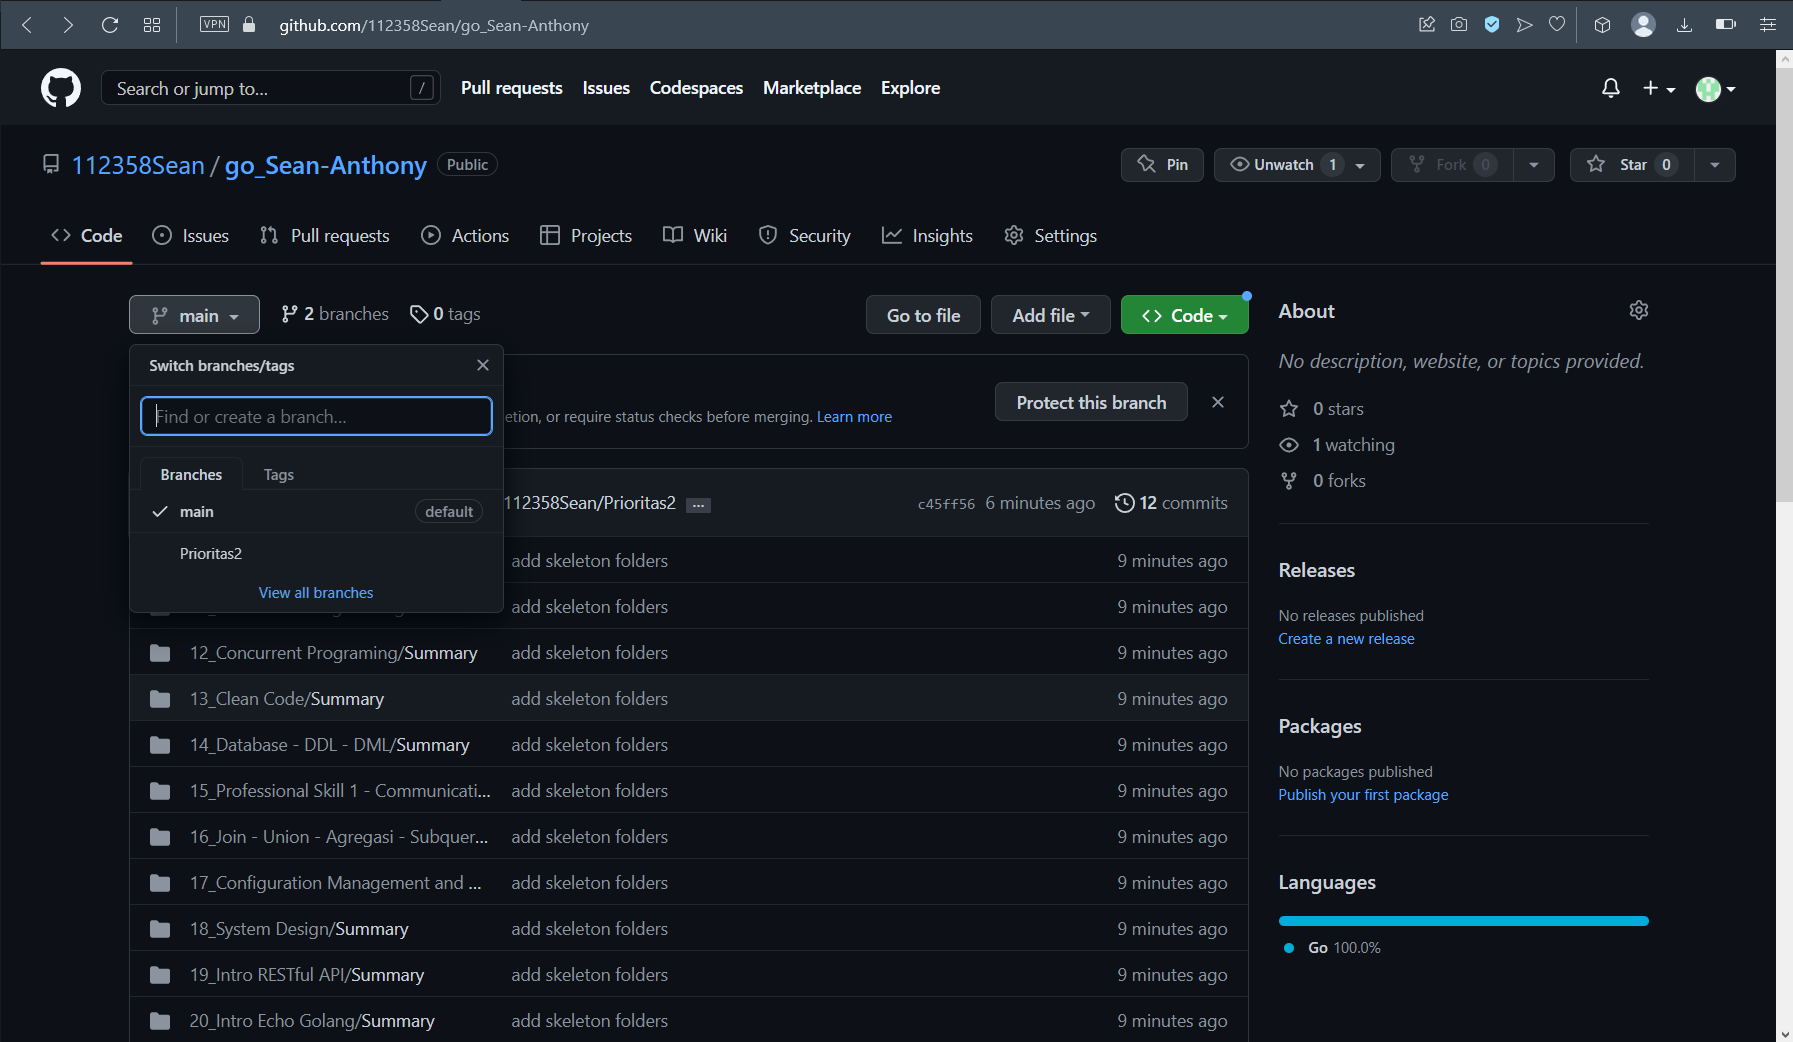 VPN github.com/112358Sean/go_Sean-Anthony
Search or jump to... / Pull requests Issues Codespaces Marketplace Explore
112358Sean / go_Sean-Anthony Public Pin Unwatch 1 Fork 0 Star 0
Code Issues Pull requests Actions Projects Wiki Security Insights Settings
main 2 branches 0 tags Go to file Add file Code
Switch branches/tags
Find or create a branch...
Branches Tags
main default
Prioritas2
View all branches
etion, or require status checks before merging. Learn more Protect this branch
112358Sean/Prioritas2 ... c45ff56 6 minutes ago 12 commits
add skeleton folders 9 minutes ago
add skeleton folders 9 minutes ago
12_Concurrent Programing/Summary add skeleton folders 9 minutes ago
13_Clean Code/Summary add skeleton folders 9 minutes ago
14_Database - DDL - DML/Summary add skeleton folders 9 minutes ago
15_Professional Skill 1 - Communicati... add skeleton folders 9 minutes ago
16_Join - Union - Agregasi - Subquer... add skeleton folders 9 minutes ago
17_Configuration Management and ... add skeleton folders 9 minutes ago
18_System Design/Summary add skeleton folders 9 minutes ago
19_Intro RESTful API/Summary add skeleton folders 9 minutes ago
20_Intro Echo Golang/Summary add skeleton folders 9 minutes ago
About
No description, website, or topics provided.
0 stars
1 watching
0 forks
Releases
No releases published
Create a new release
Packages
No packages published
Publish your first package
Languages
Go 100.0%